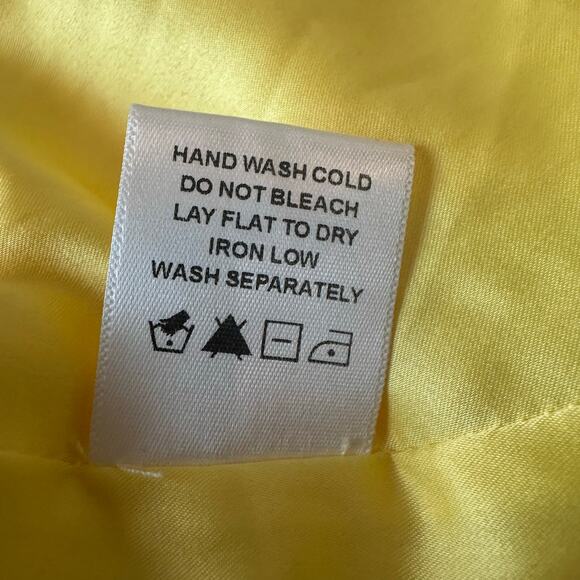 HAND WASH COLD
DO NOT BLEACH
LAY FLAT TO DRY
IRON LOW
WASH SEPARATELY